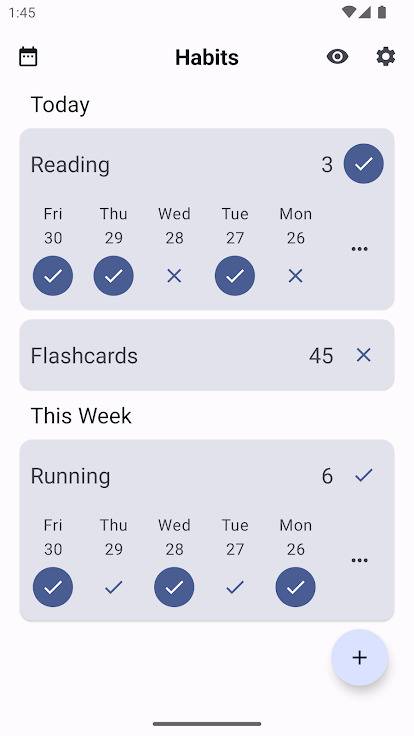 1:45
Habits
Today
Reading 3
Fri Thu Wed Tue Mon
30 29 28 27 26
Flashcards 45
This Week
Running 6
Fri Thu Wed Tue Mon
30 29 28 27 26